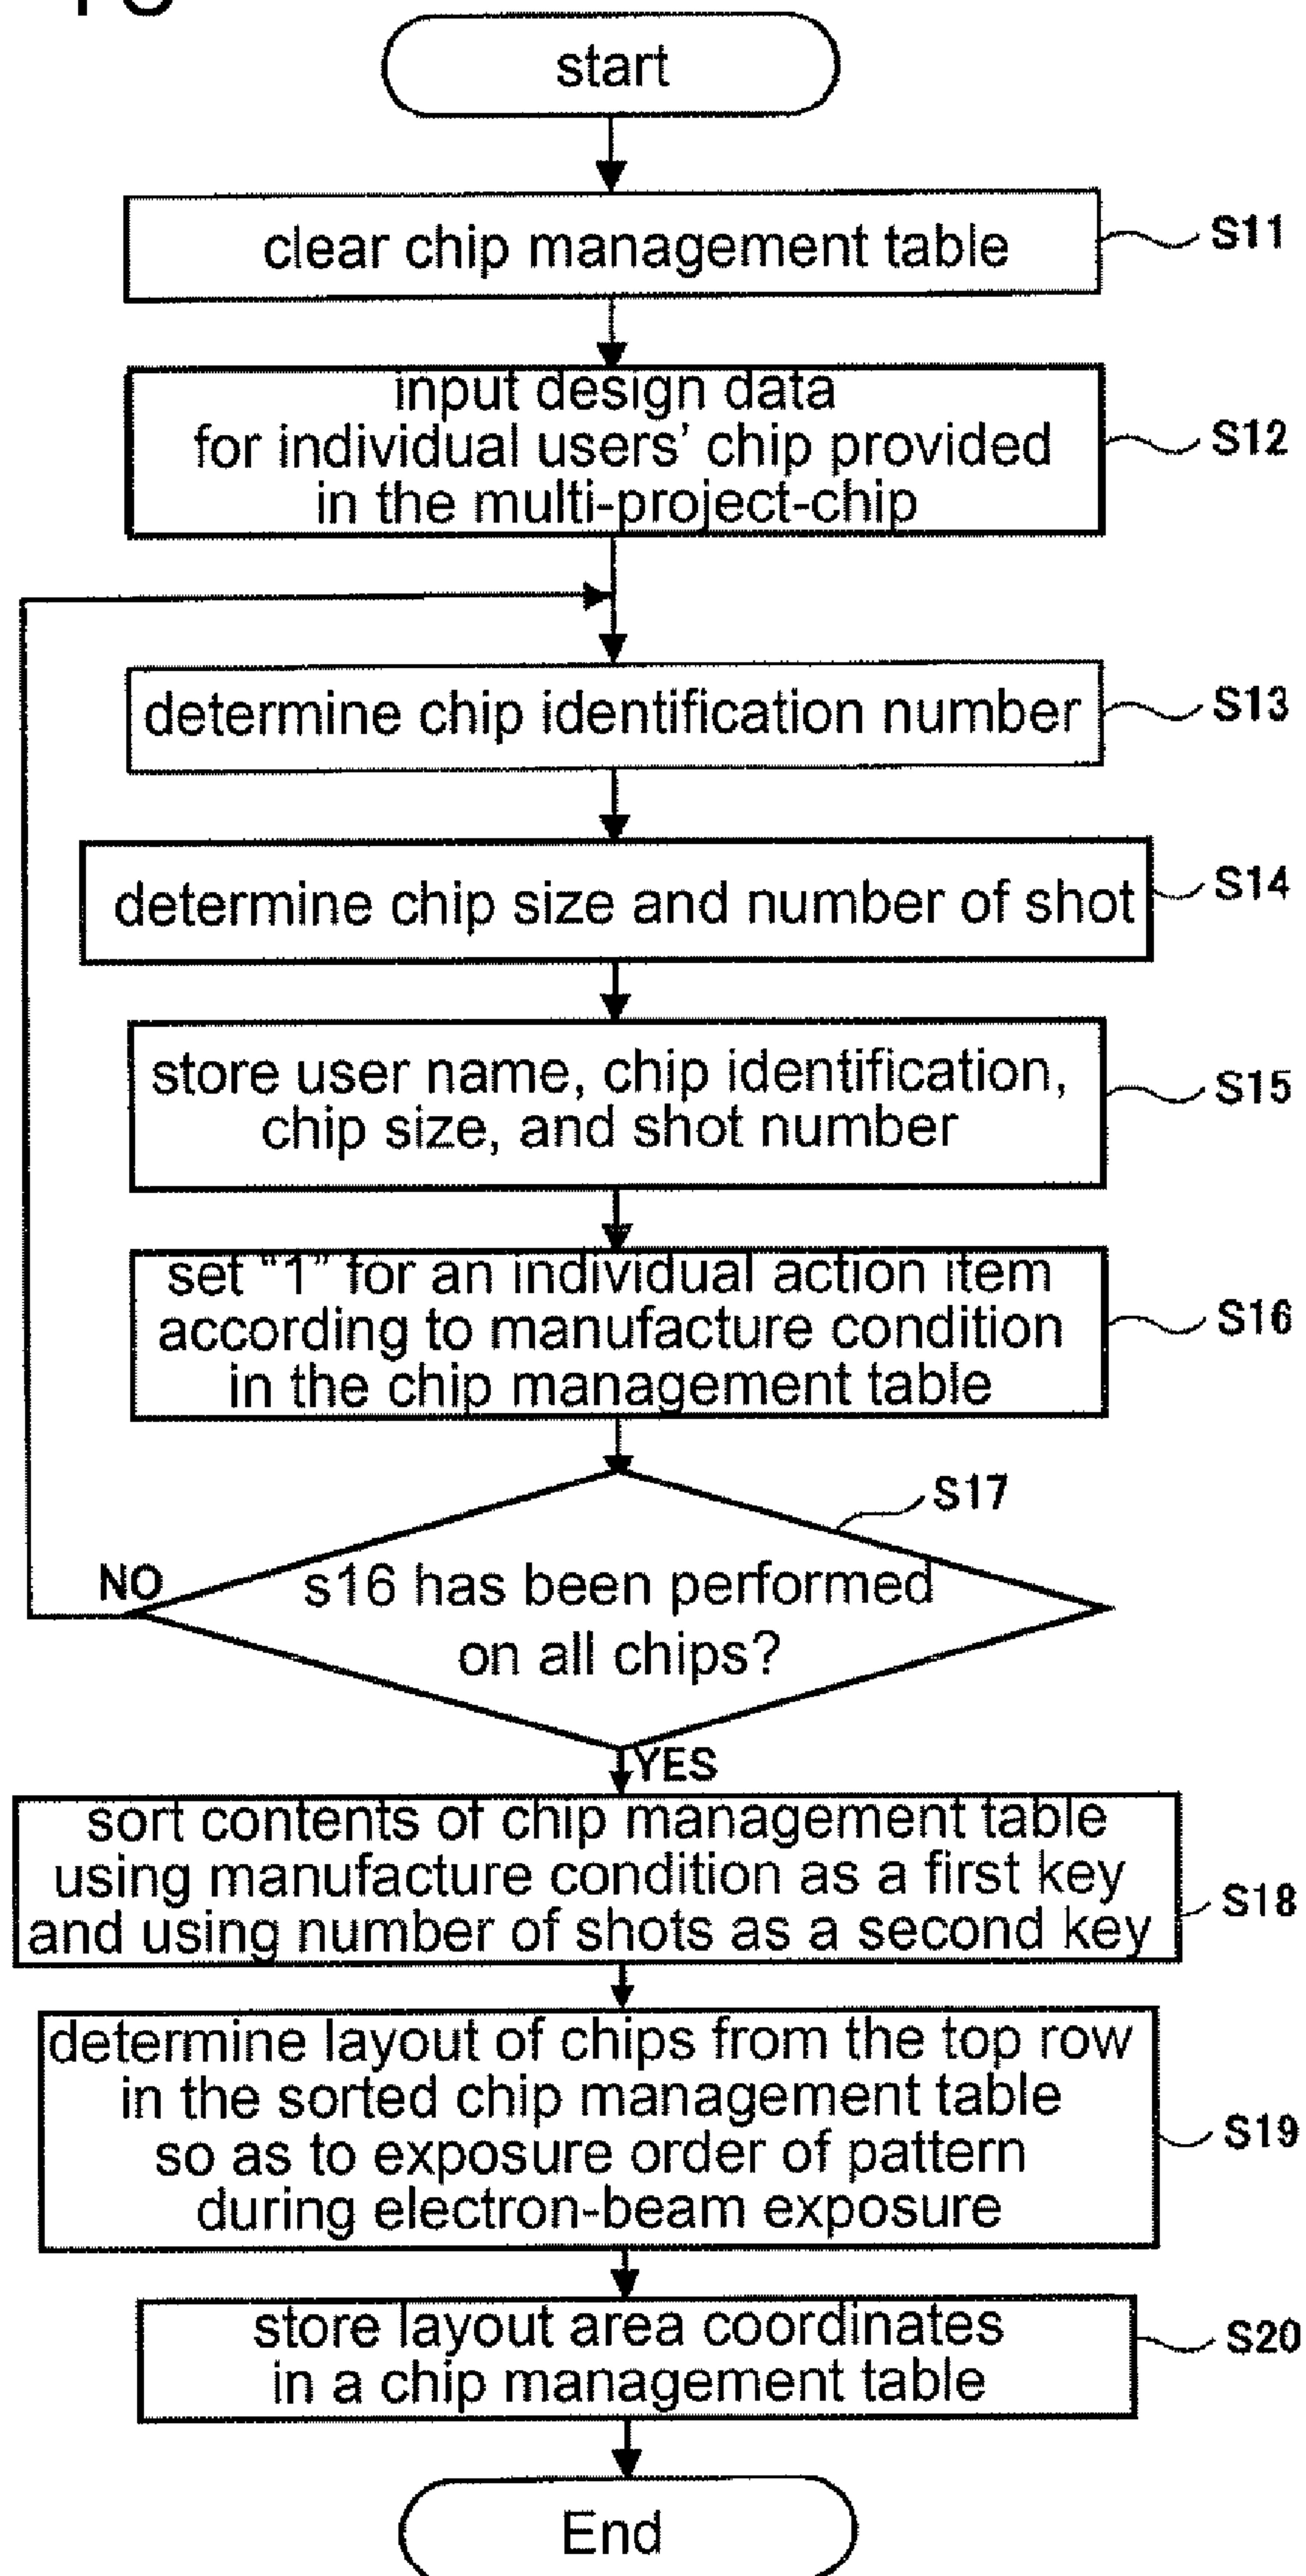 start
clear chip management table
S11
input design data
for individual users' chip provided
in the multi-project-chip
S12
determine chip identification number
S13
determine chip size and number of shot
S14
store user name, chip identification,
chip size, and shot number
S15
set "1" for an individual action item
according to manufacture condition
in the chip management table
S16
S17
s16 has been performed
on all chips?
NO
YES
sort contents of chip management table
using manufacture condition as a first key
and using number of shots as a second key
S18
determine layout of chips from the top row
in the sorted chip management table
so as to exposure order of pattern
during electron-beam exposure
S19
store layout area coordinates
in a chip management table
S20
End